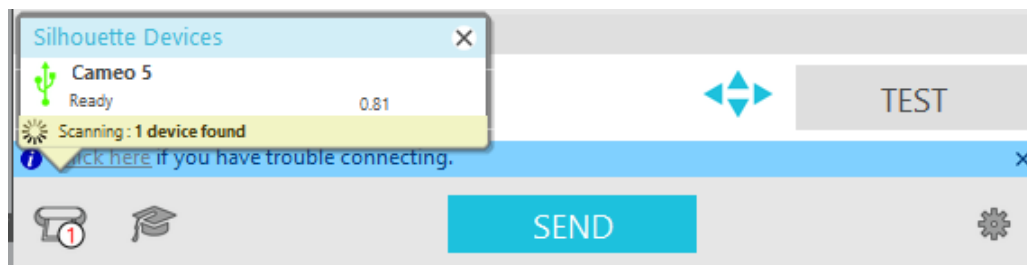 Silhouette Devices
Cameo 5
Ready 0.81
Scanning : 1 device found
TEST
here if you have trouble connecting.
SEND
1